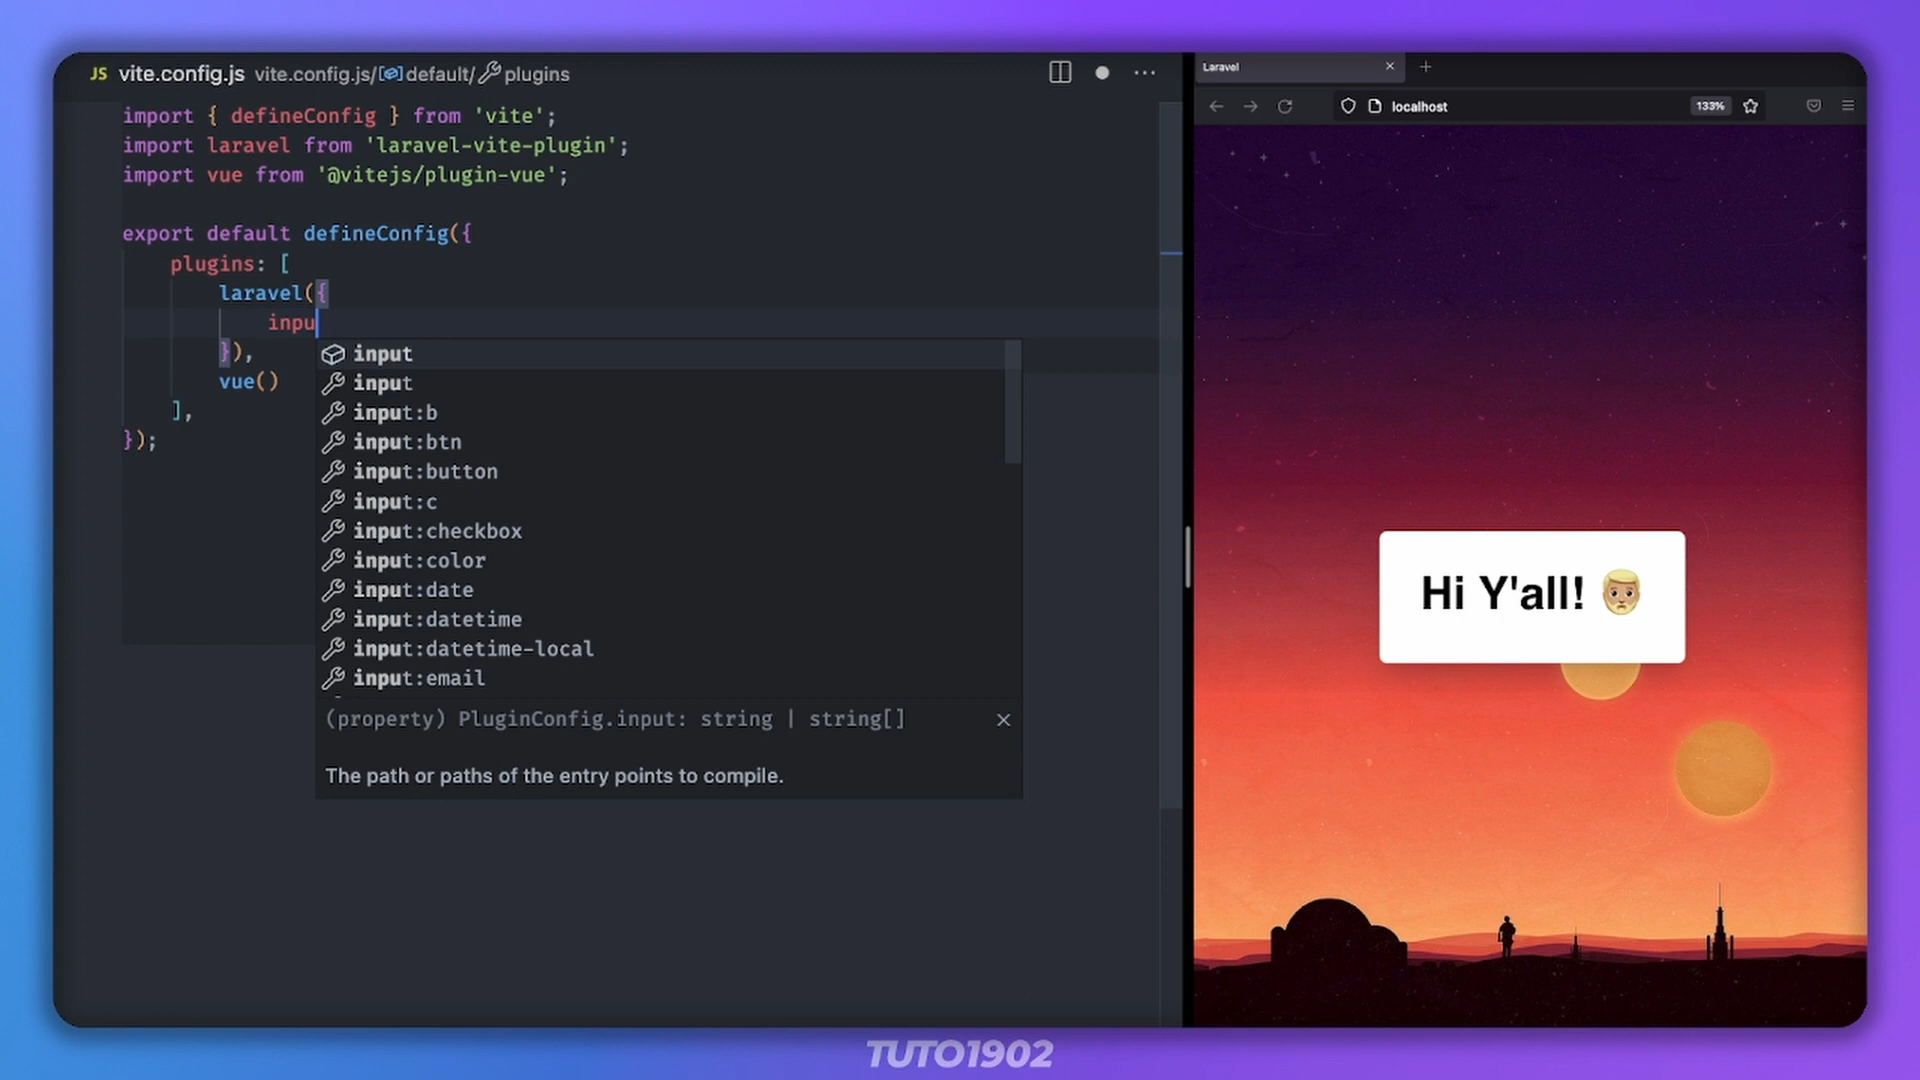 JS vite.config.js vite.config.js/default/plugins
import { defineConfig } from 'vite';
import laravel from 'laravel-vite-plugin';
import vue from '@vitejs/plugin-vue';
export default defineConfig({
plugins: [
laravel({
inpu
}),
vue()
],
});
input
input
input:b
input:btn
input:button
input:c
input:checkbox
input:color
input:date
input:datetime
input:datetime-local
input:email
(property) PluginConfig.input: string | string[]
The path or paths of the entry points to compile.
Laravel
localhost
133%
Hi Y'all!
TUTO1902